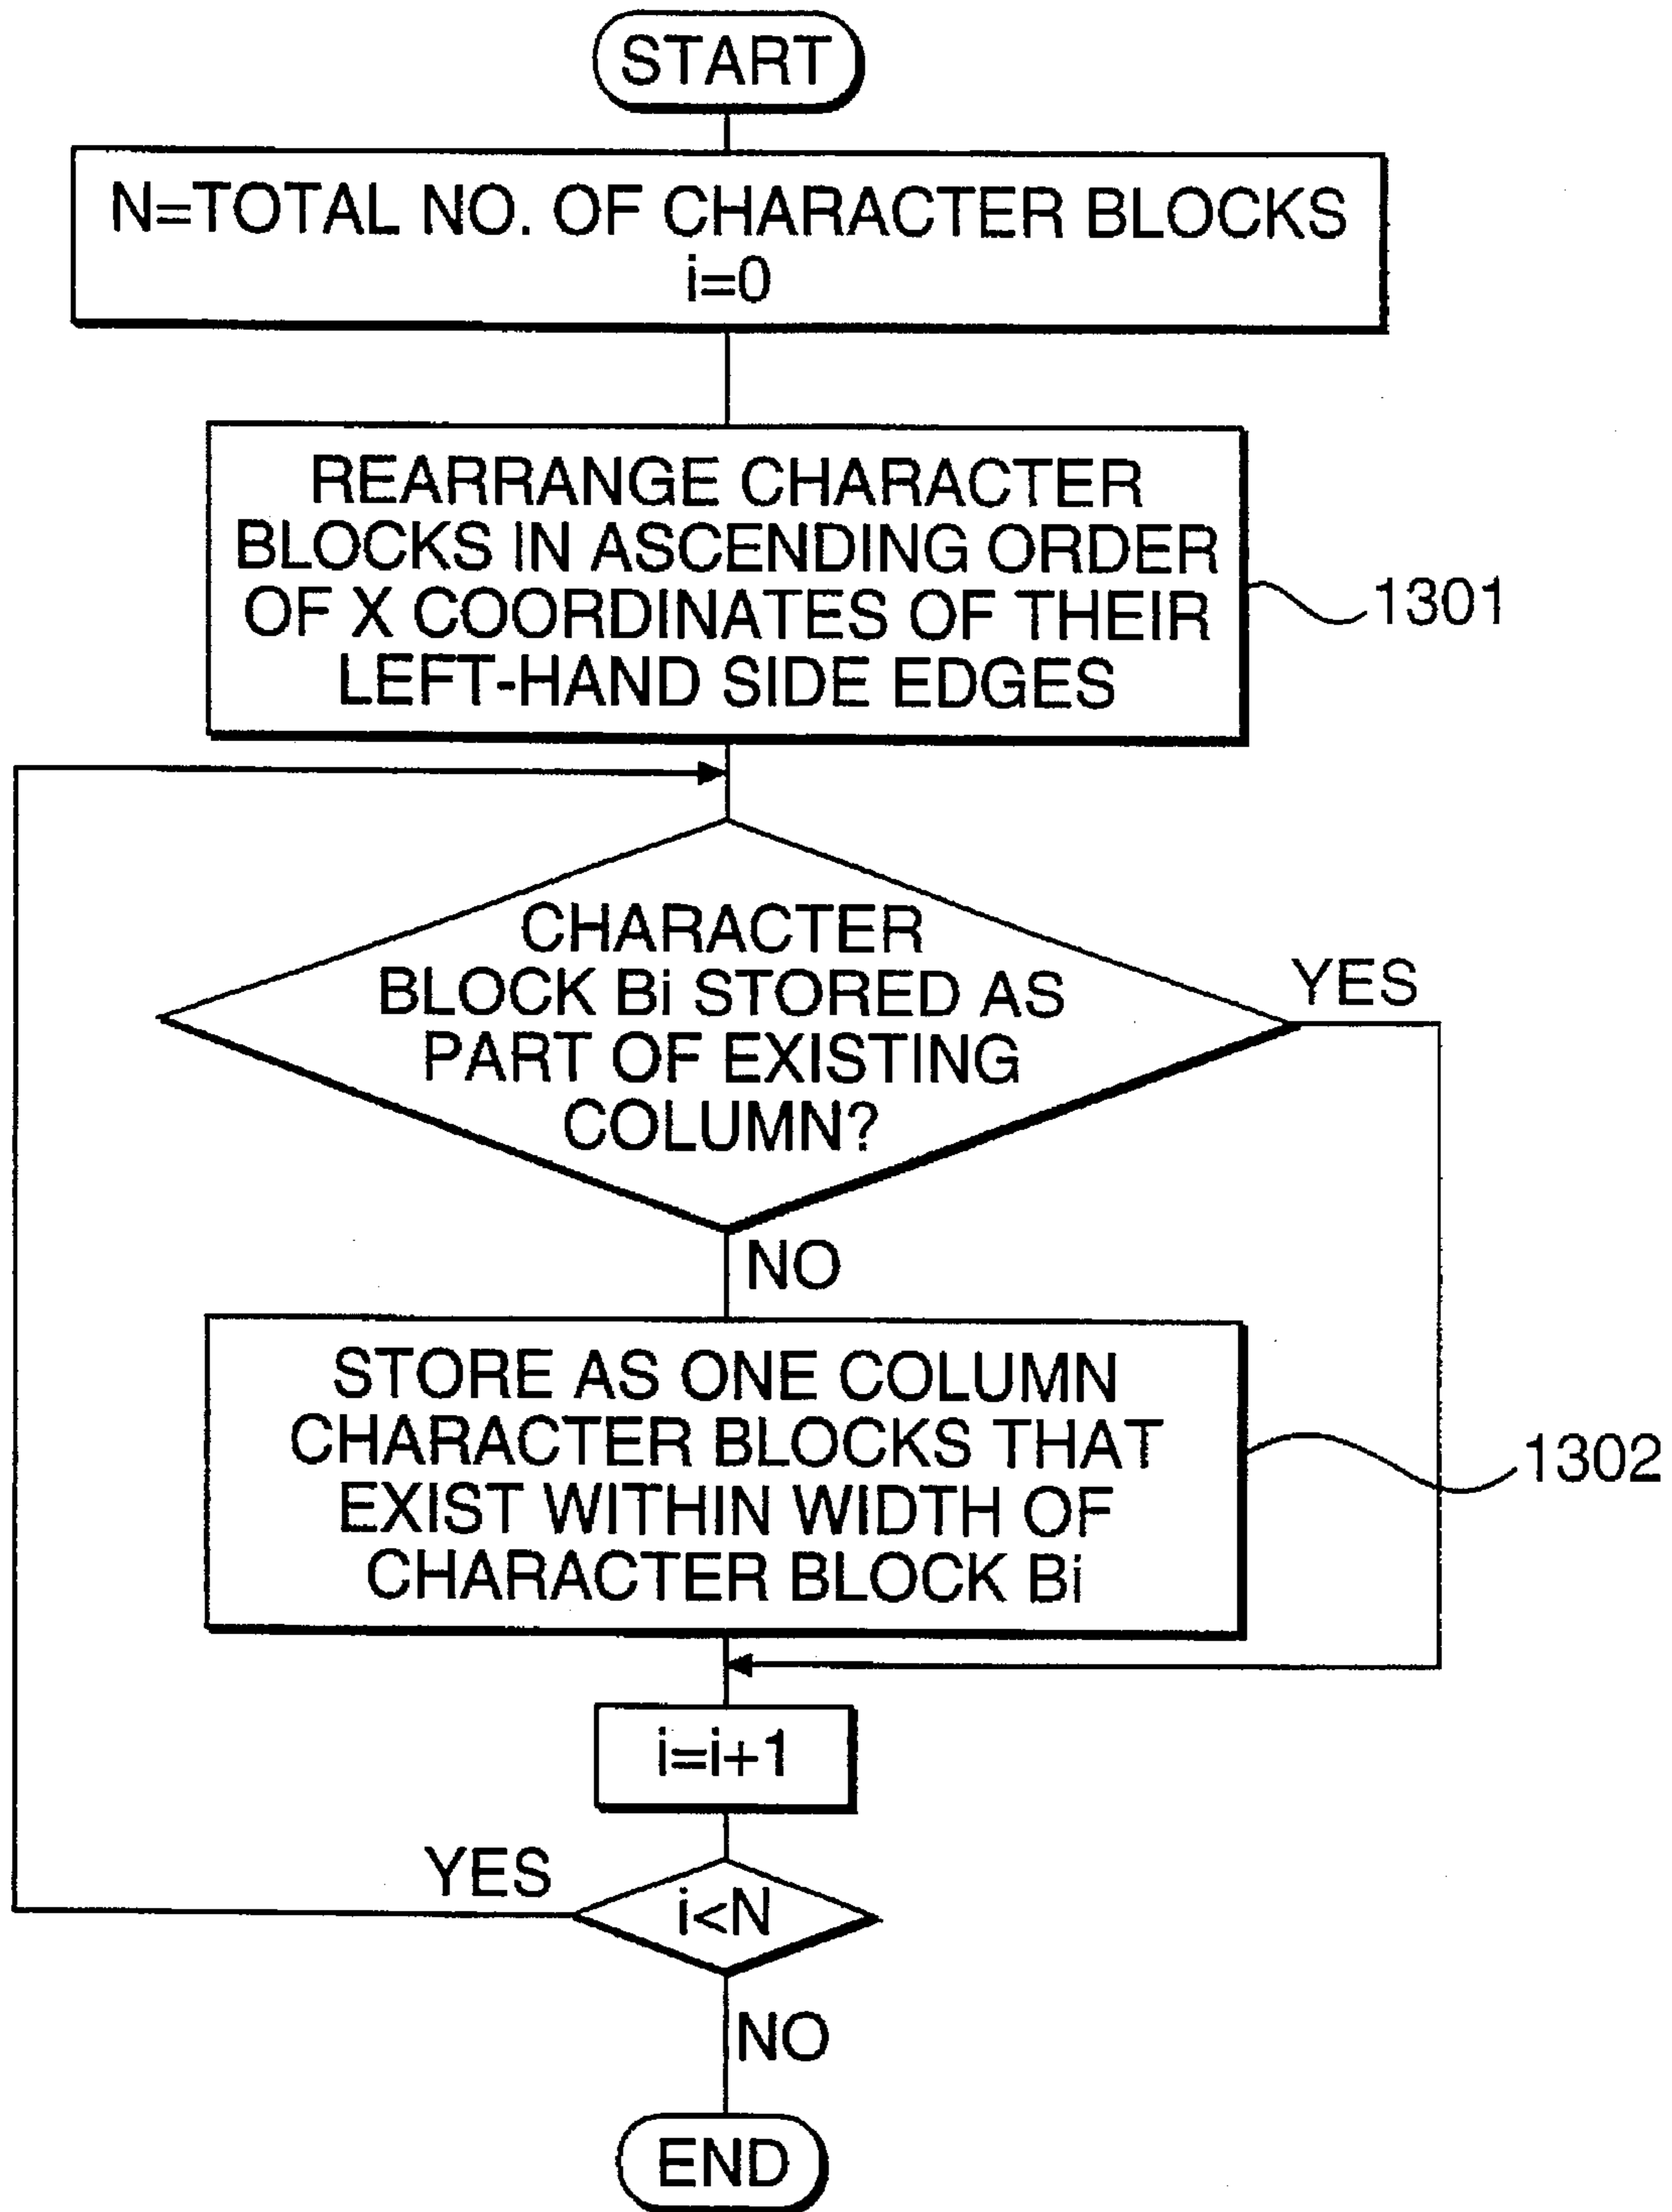 START
N=TOTAL NO. OF CHARACTER BLOCKS
i=0
REARRANGE CHARACTER
BLOCKS IN ASCENDING ORDER
OF X COORDINATES OF THEIR
LEFT-HAND SIDE EDGES
1301
CHARACTER
BLOCK Bi STORED AS
PART OF EXISTING
COLUMN?
YES
NO
STORE AS ONE COLUMN
CHARACTER BLOCKS THAT
EXIST WITHIN WIDTH OF
CHARACTER BLOCK Bi
1302
i=i+1
YES
i<N
NO
END